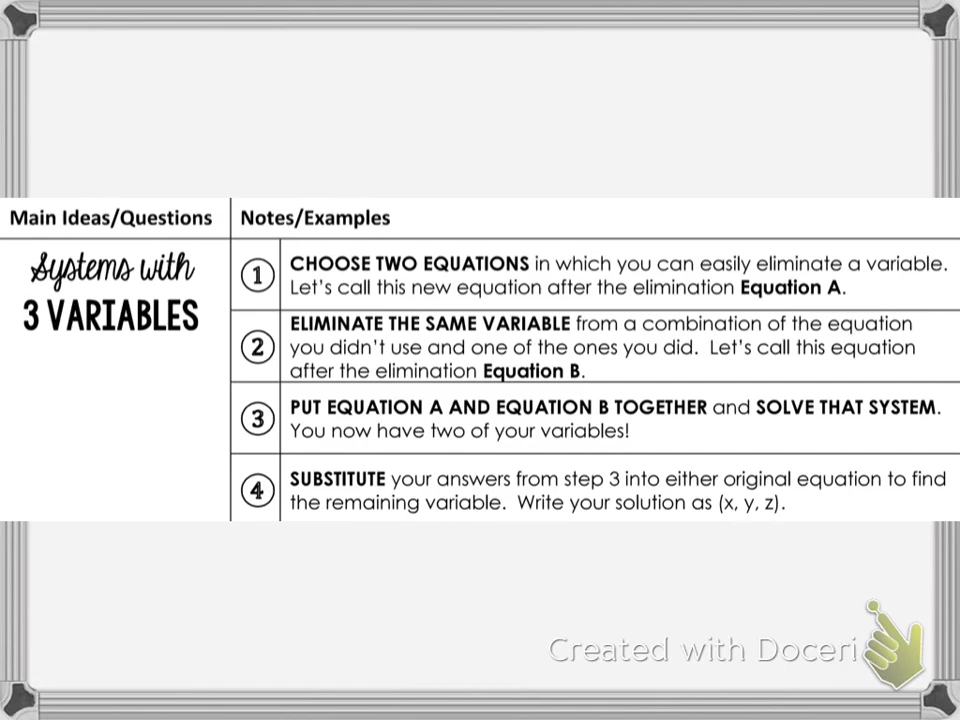 Main Ideas/Questions
Notes/Examples
Systems with
3 VARIABLES
1
CHOOSE TWO EQUATIONS in which you can easily eliminate a variable.
Let's call this new equation after the elimination Equation A.
2
ELIMINATE THE SAME VARIABLE from a combination of the equation
you didn't use and one of the ones you did. Let's call this equation
after the elimination Equation B.
3
PUT EQUATION A AND EQUATION B TOGETHER and SOLVE THAT SYSTEM.
You now have two of your variables!
4
SUBSTITUTE your answers from step 3 into either original equation to find
the remaining variable. Write your solution as (x, y, z).
Created with Doceri